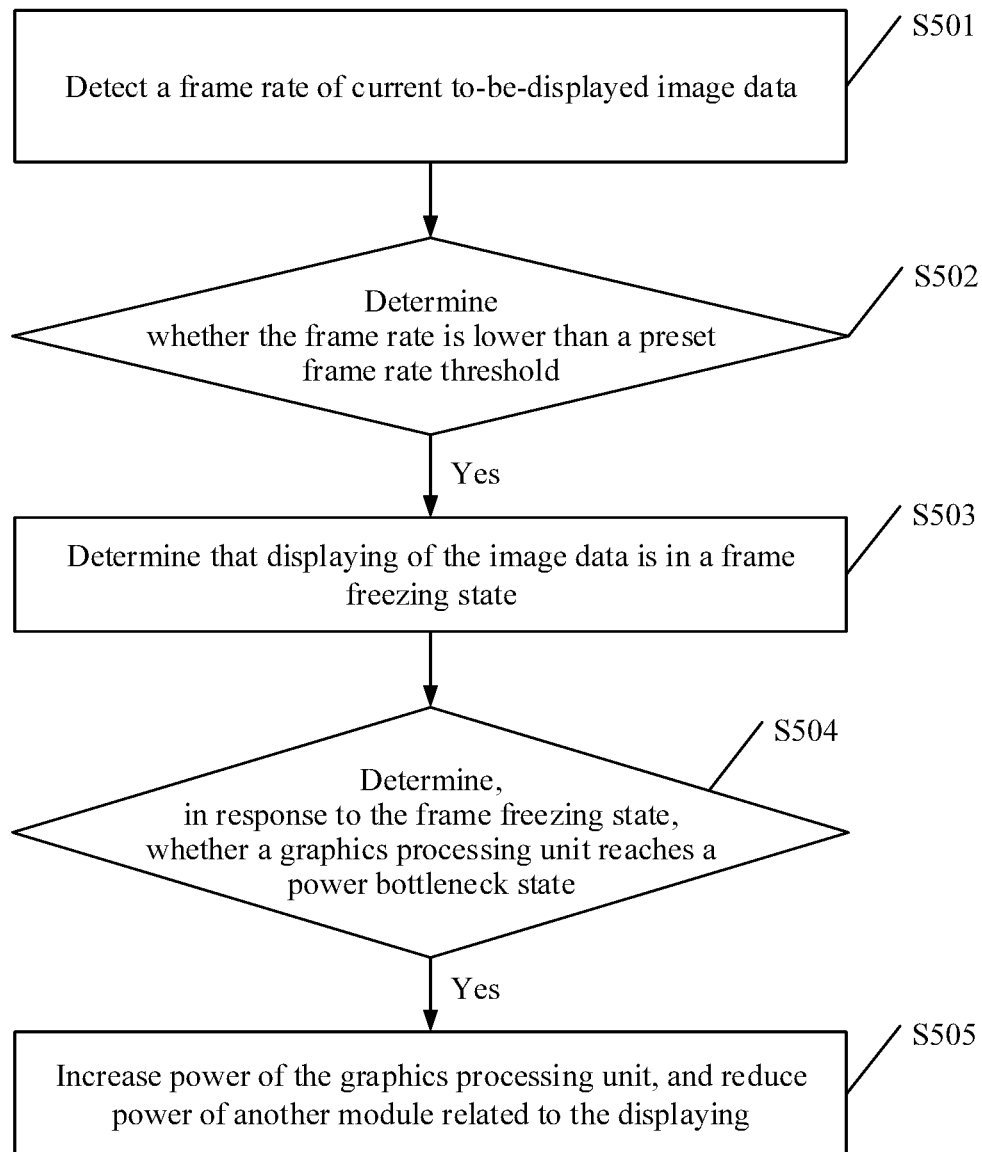 S501
Detect a frame rate of current to-be-displayed image data
S502
Determine
whether the frame rate is lower than a preset
frame rate threshold
Yes
S503
Determine that displaying of the image data is in a frame
freezing state
S504
Determine,
in response to the frame freezing state,
whether a graphics processing unit reaches a
power bottleneck state
Yes
S505
Increase power of the graphics processing unit, and reduce
power of another module related to the displaying